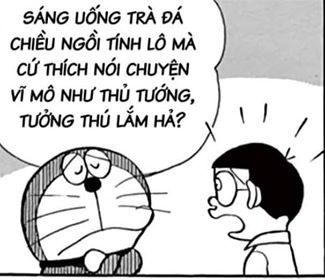 SÁNG UỐNG TRÀ ĐÁ
CHIỀU NGỒI TÍNH LÔ MÀ
CỨ THÍCH NÓI CHUYỆN
VĨ MÔ NHƯ THỦ TƯỚNG,
TƯỞNG THÚ LẮM HẢ?